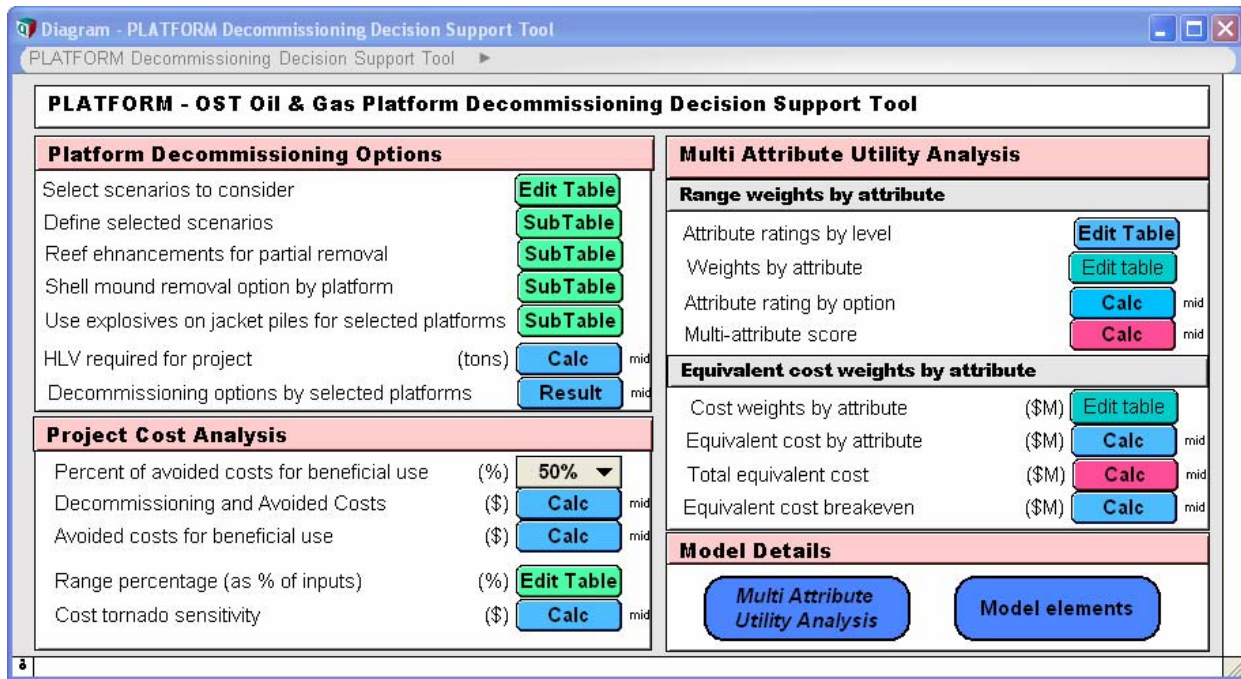 Diagram - PLATFORM Decommissioning Decision Support Tool
PLATFORM Decommissioning Decision Support Tool
PLATFORM - OST Oil & Gas Platform Decommissioning Decision Support Tool
Platform Decommissioning Options
Select scenarios to consider Edit Table
Define selected scenarios SubTable
Reef ehnancements for partial removal SubTable
Shell mound removal option by platform SubTable
Use explosives on jacket piles for selected platforms SubTable
HLV required for project (tons) Calc mid
Decommissioning options by selected platforms Result mid
Project Cost Analysis
Percent of avoided costs for beneficial use (%) 50%
Decommissioning and Avoided Costs ($) Calc mid
Avoided costs for beneficial use ($) Calc mid
Range percentage (as % of inputs) (%) Edit Table
Cost tornado sensitivity ($) Calc mid
Multi Attribute Utility Analysis
Range weights by attribute
Attribute ratings by level Edit Table
Weights by attribute Edit table
Attribute rating by option Calc mid
Multi-attribute score Calc mid
Equivalent cost weights by attribute
Cost weights by attribute ($M) Edit table
Equivalent cost by attribute ($M) Calc mid
Total equivalent cost ($M) Calc mid
Equivalent cost breakeven ($M) Calc mid
Model Details
Multi Attribute
Utility Analysis
Model elements